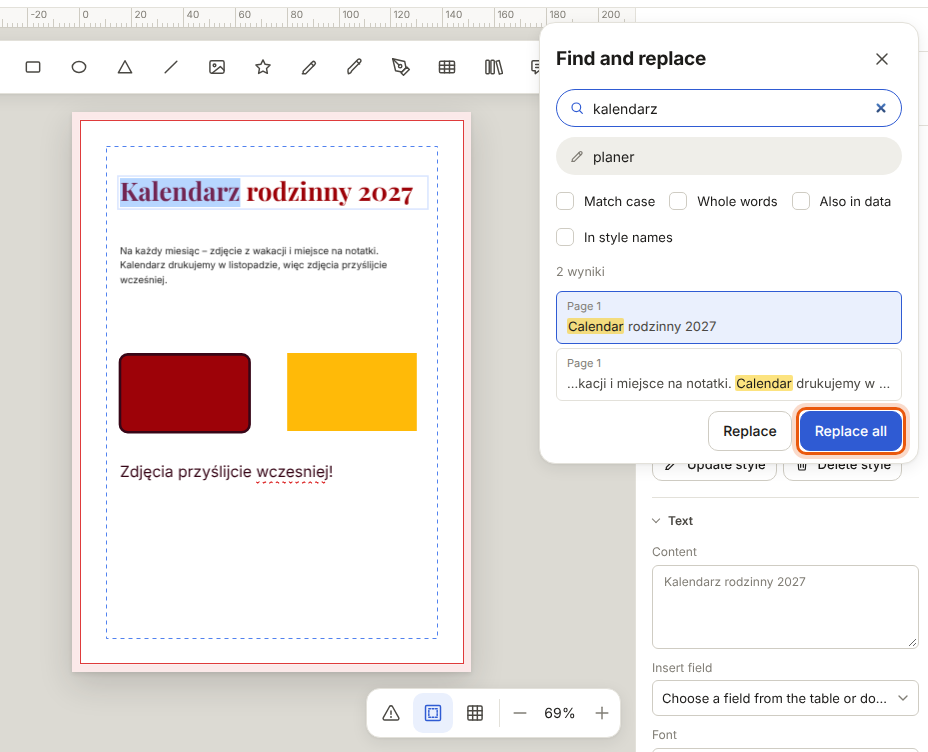 -20 0 20 40 60 80 100 120 140 160 180 200
Find and replace
kalendarz
planer
Match case
Whole words
Also in data
In style names
2 wyniki
Page 1
Calendar rodzinny 2027
Page 1
...kacji i miejsce na notatki. Calendar drukujemy w ...
Replace
Replace all
Kalendarz rodzinny 2027
Na każdy miesiąc – zdjęcie z wakacji i miejsce na notatki.
Kalendarz drukujemy w listopadzie, więc zdjęcia przyślijcie
wcześniej.
Zdjęcia przyślijcie wczesniej!
Update style
Delete style
Text
Content
Kalendarz rodzinny 2027
Insert field
Choose a field from the table or do...
Font
69%